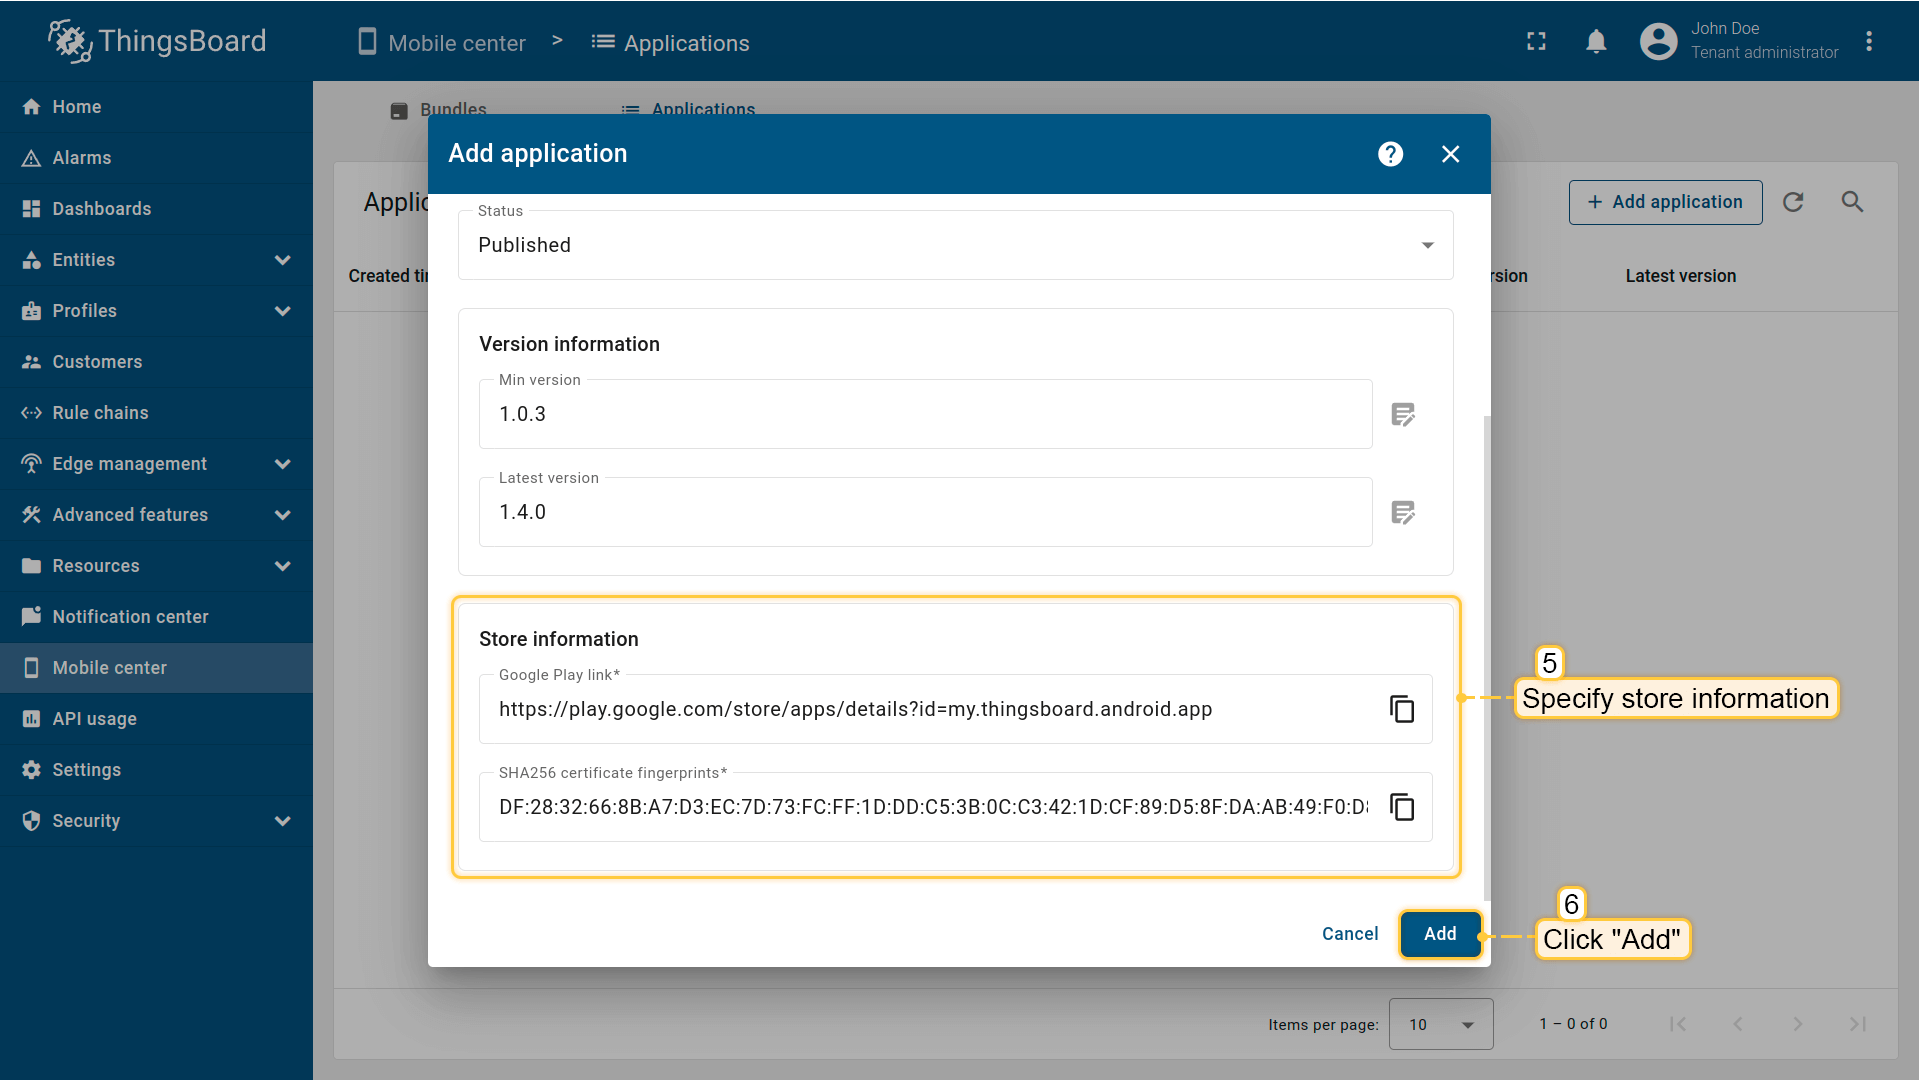 ThingsBoard
Mobile center > Applications
John Doe
Tenant administrator
Home
Alarms
Dashboards
Entities
Profiles
Customers
Rule chains
Edge management
Advanced features
Resources
Notification center
Mobile center
API usage
Settings
Security
Bundles
Applications
+ Add application
Created
Latest version
Add application
Status
Published
Version information
Min version
1.0.3
Latest version
1.4.0
Store information
Google Play link*
https://play.google.com/store/apps/details?id=my.thingsboard.android.app
SHA256 certificate fingerprints*
DF:28:32:66:8B:A7:D3:EC:7D:73:FC:FF:1D:DD:C5:3B:0C:C3:42:1D:CF:89:D5:8F:DA:AB:49:F0:D
Cancel
Add
5
Specify store information
6
Click "Add"
Items per page:
10
1 – 0 of 0